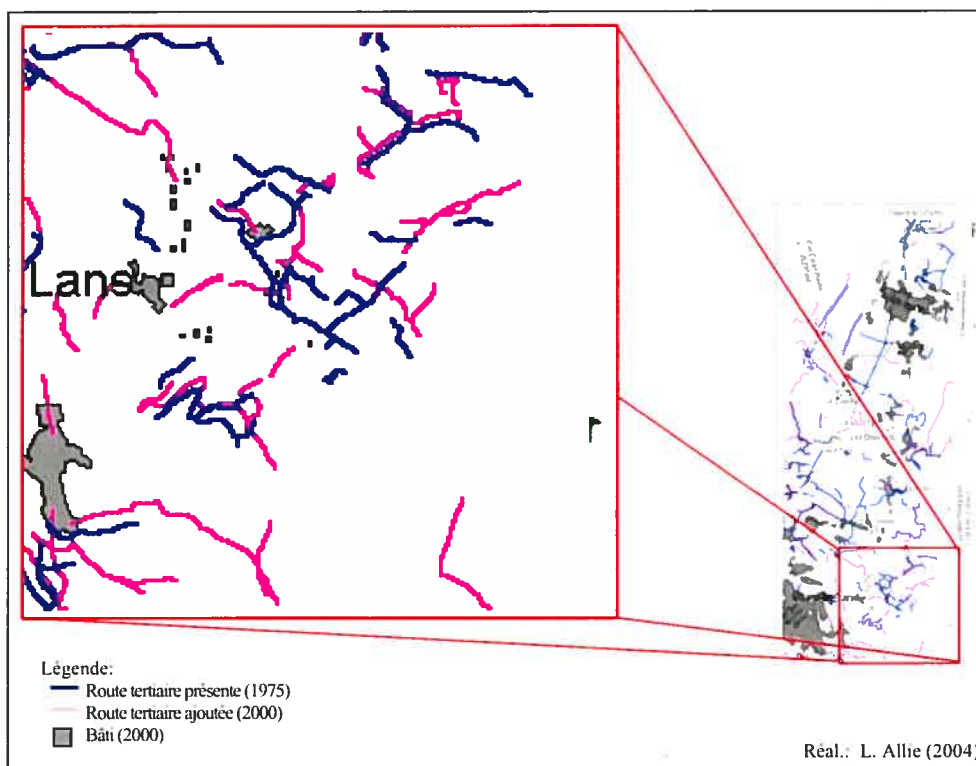 Lans
Légende:
Route tertiaire présente (1975)
Route tertiaire ajoutée (2000)
Bâti (2000)
Réal.: L. Allie (2004)